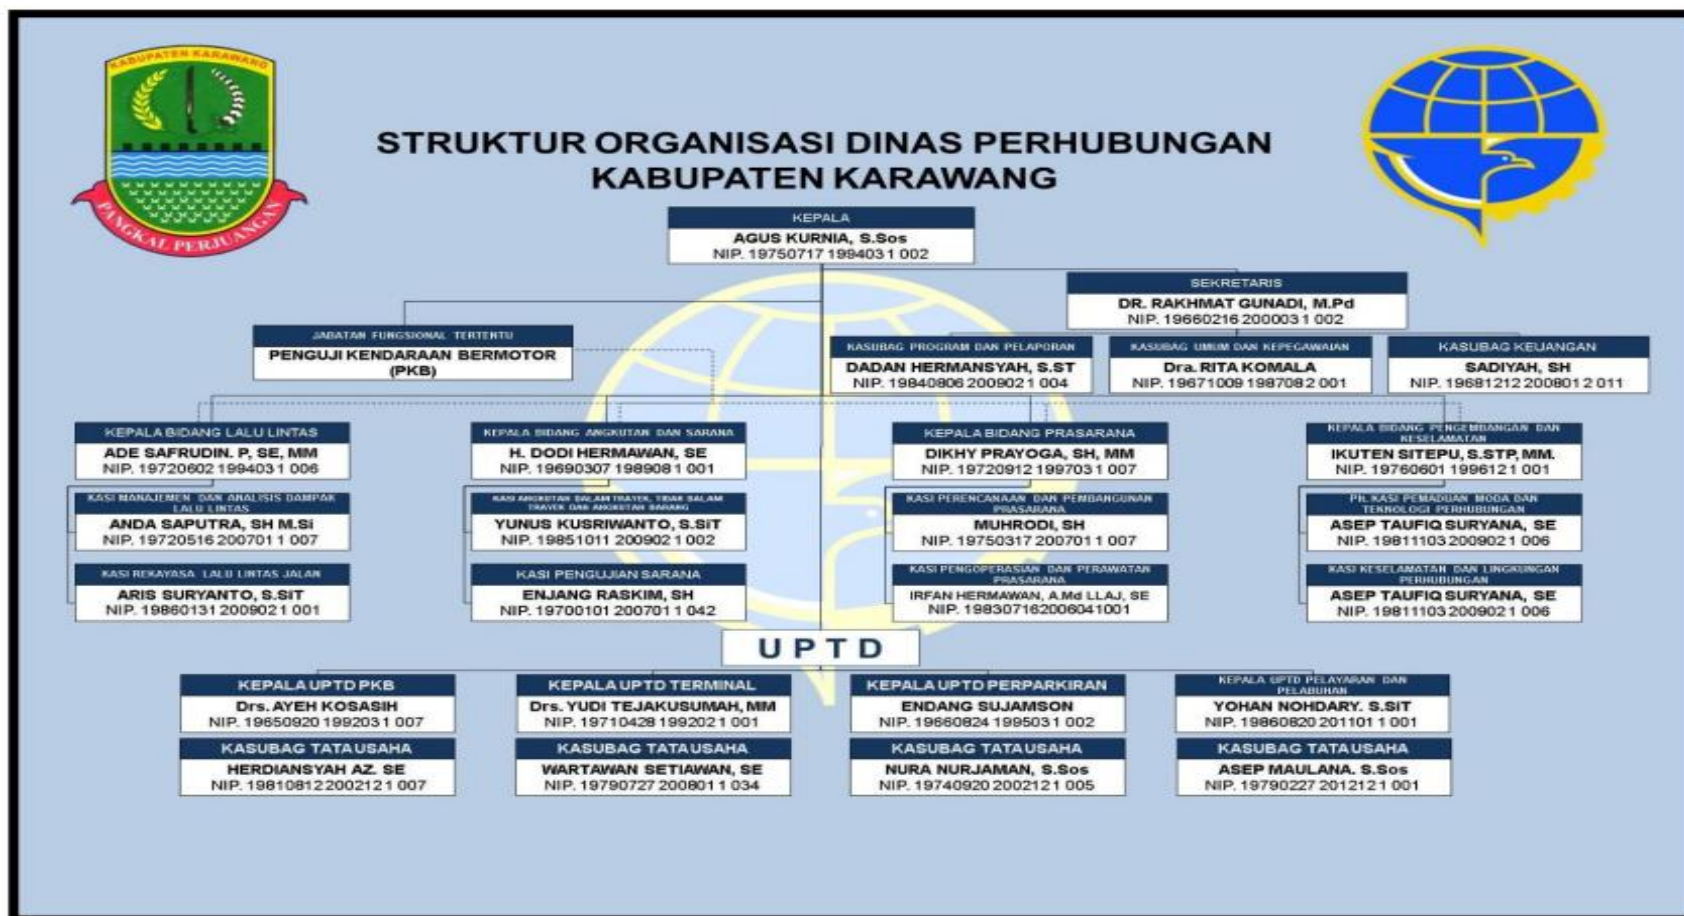 KABUPATEN KARAWANG
PANGKAL PERJUANGAN
STRUKTUR ORGANISASI DINAS PERHUBUNGAN
KABUPATEN KARAWANG
KEPALA
AGUS KURNIA, S.Sos
NIP. 19750717 199403 1 002
SEKRETARIS
DR. RAKHMAT GUNADI, M.Pd
NIP. 19660216 200003 1 002
JABATAN FUNGSIONAL TERTENTU
PENGUJI KENDARAAN BERMOTOR
(PKB)
KASUBAG PROGRAM DAN PELAPORAN
DADAN HERMANSYAH, S.ST
NIP. 19840806 200902 1 004
KASUBAG UMUM DAN KEPEGAWAIAN
Dra. RITA KOMALA
NIP. 19671009 198708 2 001
KASUBAG KEUANGAN
SADIYAH, SH
NIP. 19681212 200801 2 011
KEPALA BIDANG LALU LINTAS
ADE SAFRUDIN. P, SE, MM
NIP. 19720602 199403 1 006
KEPALA BIDANG ANGKUTAN DAN SARANA
H. DODI HERMAWAN, SE
NIP. 19690307 198908 1 001
KEPALA BIDANG PRASARANA
DIKHY PRAYOGA, SH, MM
NIP. 19720912 199703 1 007
KEPALA BIDANG PENGEMBANGAN DAN
KESELAMATAN
IKUTEN SITEPU, S.STP, MM.
NIP. 19760601 199612 1 001
KASI MANAJEMEN DAN ANALISIS DAMPAK
LALU LINTAS
ANDA SAPUTRA, SH M.Si
NIP. 19720516 200701 1 007
KASI ANGKUTAN DALAM TRAYEK, TIDAK DALAM
TRAYEK DAN ANGKUTAN BARANG
YUNUS KUSRIWANTO, S.SiT
NIP. 19851011 200902 1 002
KASI PERENCANAAN DAN PEMBANGUNAN
PRASARANA
MUHRODI, SH
NIP. 19750317 200701 1 007
Plt. KASI PEMADUAN MODA DAN
TEKNOLOGI PERHUBUNGAN
ASEP TAUFIQ SURYANA, SE
NIP. 19811103 200902 1 006
KASI REKAYASA LALU LINTAS JALAN
ARIS SURYANTO, S.SiT
NIP. 19860131 200902 1 001
KASI PENGUJIAN SARANA
ENJANG RASKIM, SH
NIP. 19700101 200701 1 042
KASI PENGOPERASIAN DAN PERAWATAN
PRASARANA
IRFAN HERMAWAN, A.Md LLAJ, SE
NIP. 198307162006041001
KASI KESELAMATAN DAN LINGKUNGAN
PERHUBUNGAN
ASEP TAUFIQ SURYANA, SE
NIP. 19811103 200902 1 006
U P T D
KEPALA UPTD PKB
Drs. AYEH KOSASIH
NIP. 19650920 199203 1 007
KEPALA UPTD TERMINAL
Drs. YUDI TEJAKUSUMAH, MM
NIP. 19710428 199202 1 001
KEPALA UPTD PERPARKIRAN
ENDANG SUJAMSON
NIP. 19660824 199503 1 002
KEPALA UPTD PELAYARAN DAN
PELABUHAN
YOHAN NOHDARY. S.SIT
NIP. 19860820 201101 1 001
KASUBAG TATA USAHA
HERDIANSYAH AZ. SE
NIP. 19810812 200212 1 007
KASUBAG TATA USAHA
WARTAWAN SETIAWAN, SE
NIP. 19790727 200801 1 034
KASUBAG TATA USAHA
NURA NURJAMAN, S.Sos
NIP. 19740920 200212 1 005
KASUBAG TATA USAHA
ASEP MAULANA. S.Sos
NIP. 19790227 201212 1 001